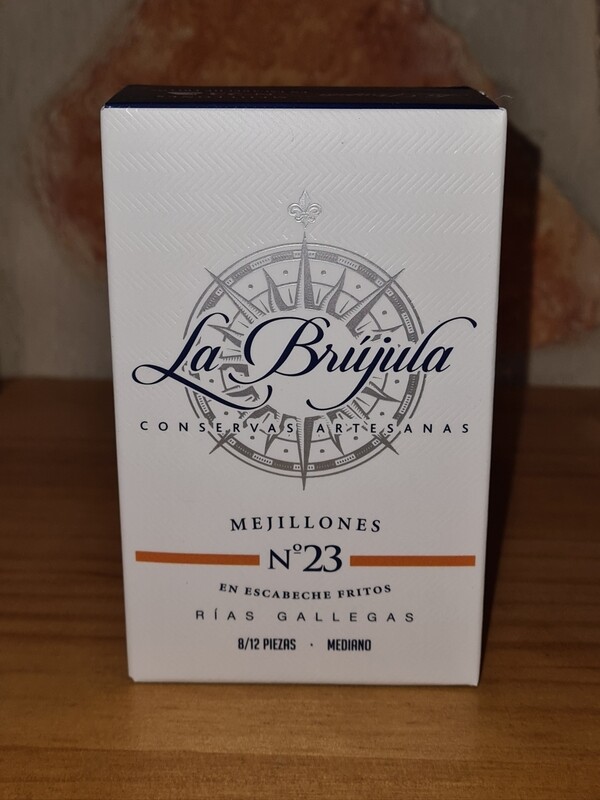 La Brújula
CONSERVAS ARTESANAS
MEJILLONES
Nº23
EN ESCABECHE FRITOS
RÍAS GALLEGAS
8/12 PIEZAS · MEDIANO